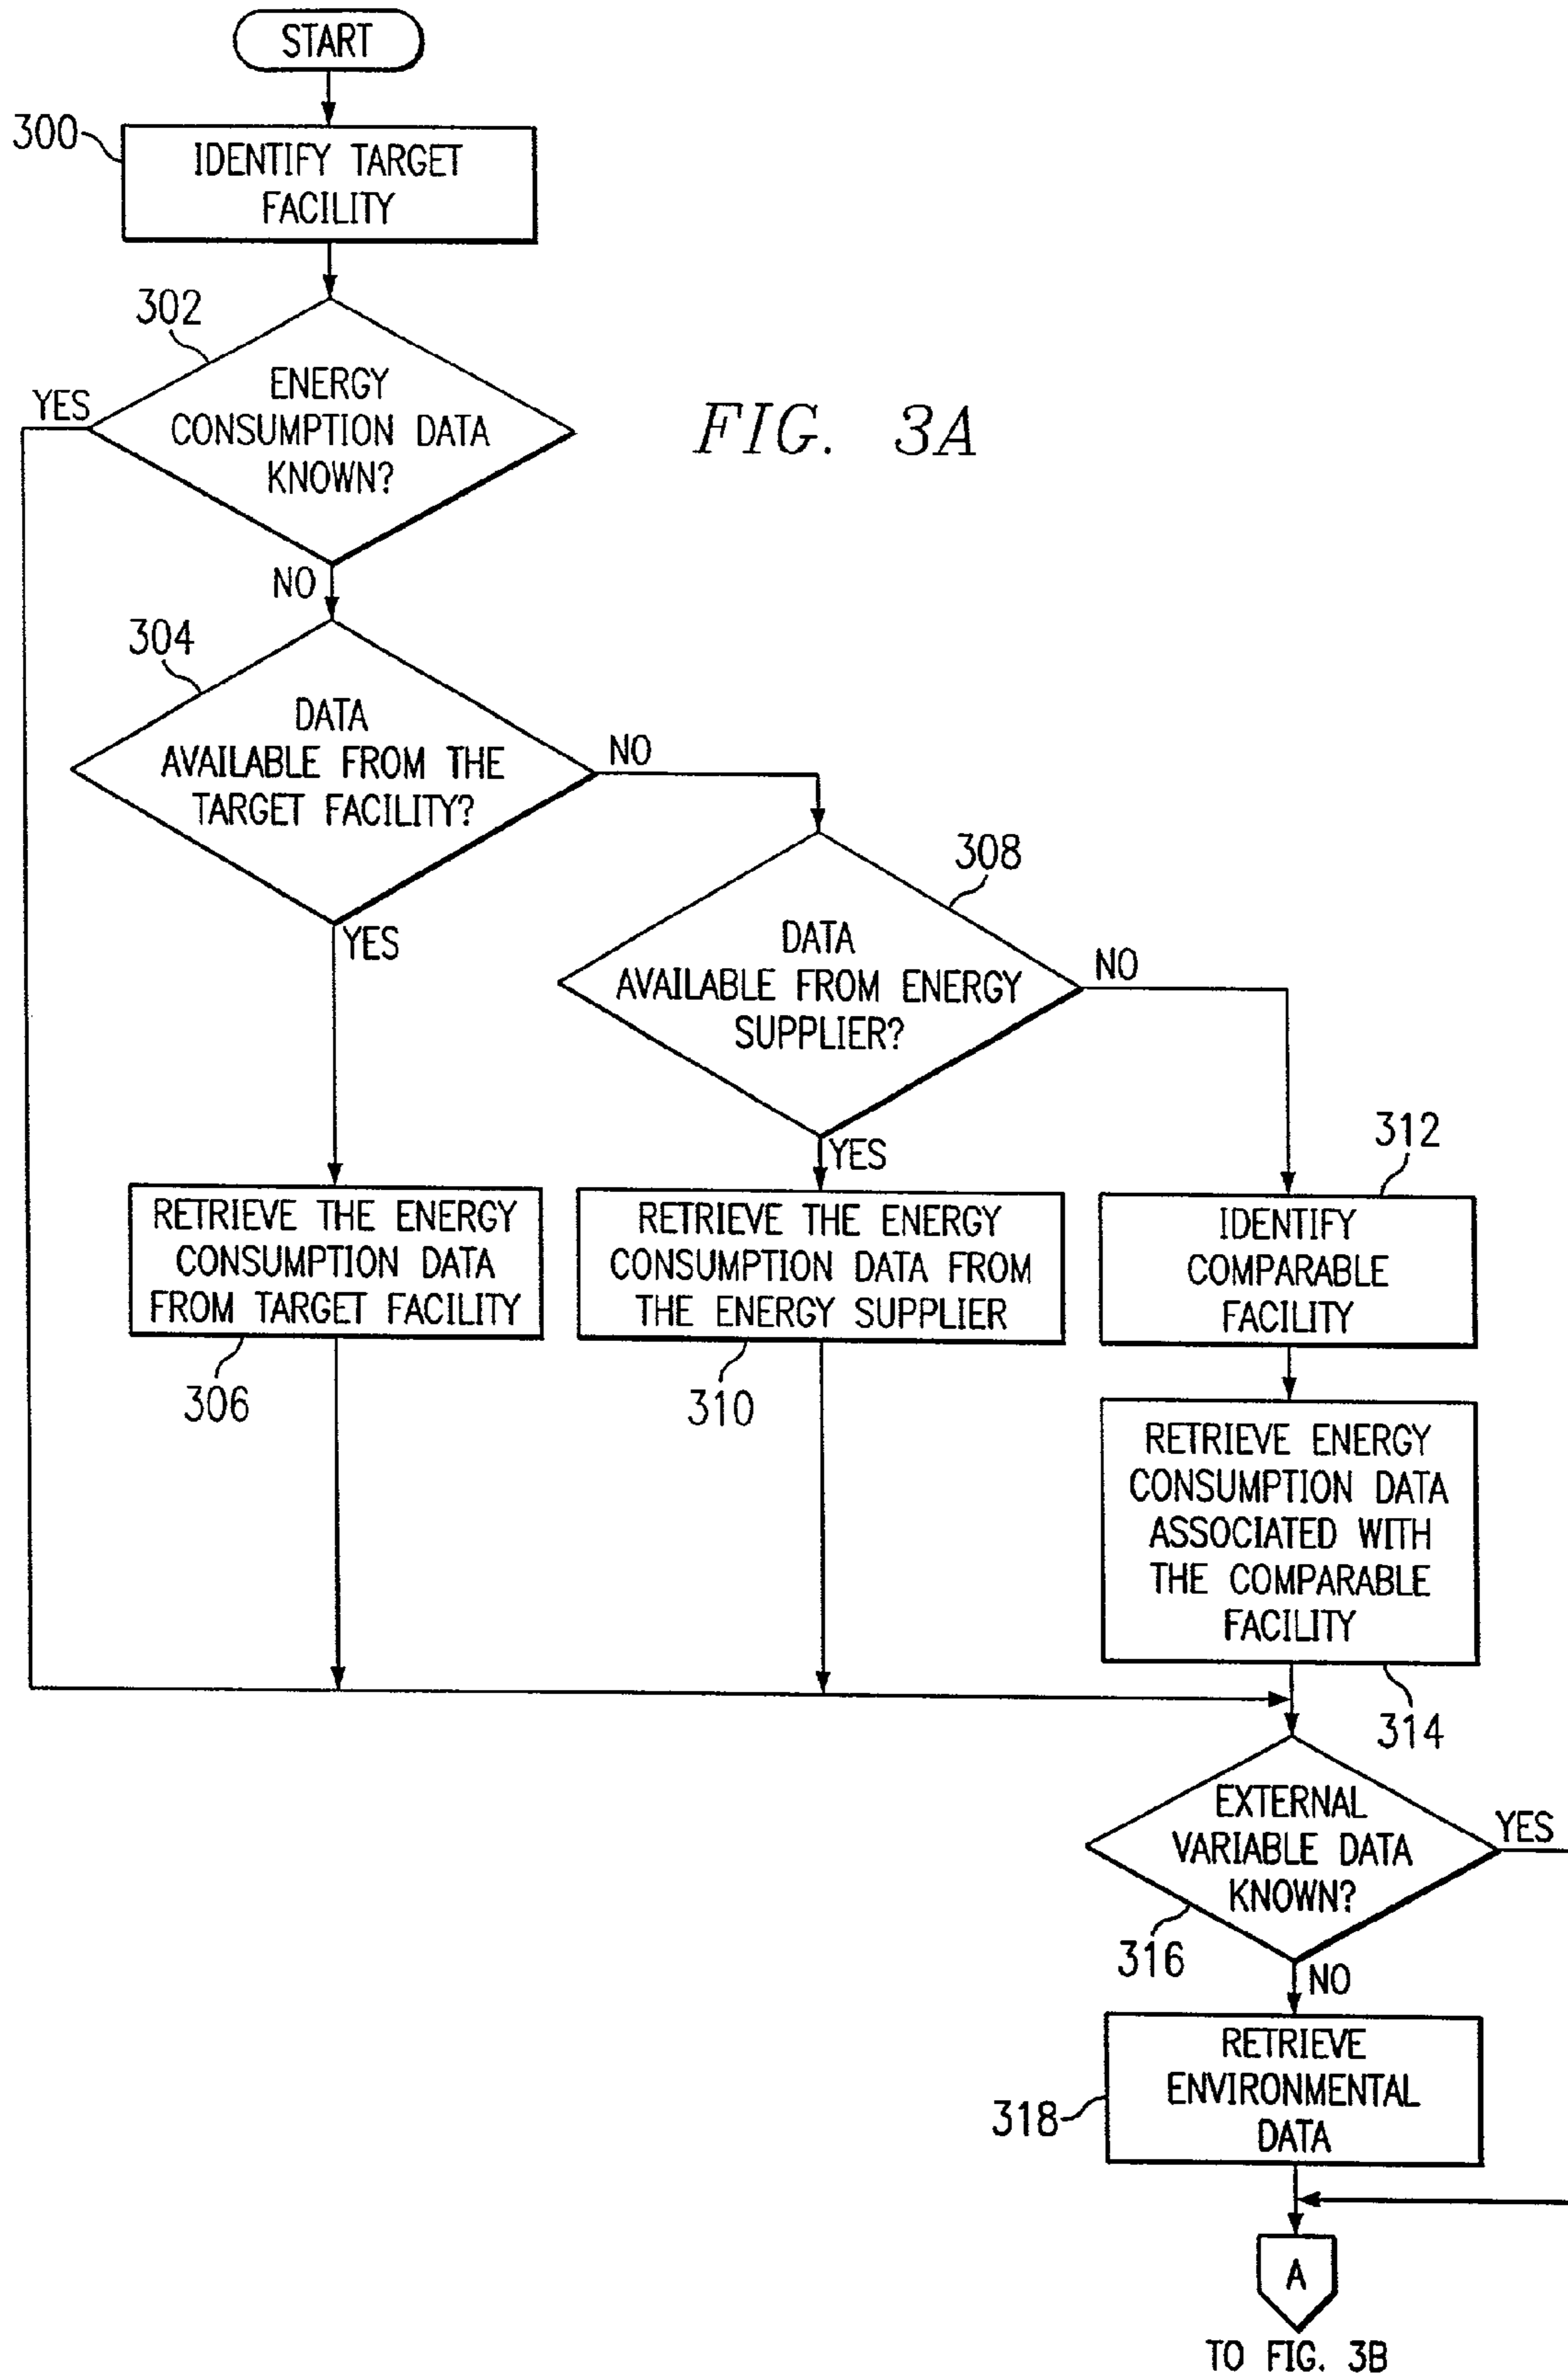 START
300
IDENTIFY TARGET
FACILITY
302
YES
ENERGY
CONSUMPTION DATA
KNOWN?
FIG. 3A
NO
304
DATA
AVAILABLE FROM THE
TARGET FACILITY?
NO
YES
308
DATA
AVAILABLE FROM ENERGY
SUPPLIER?
NO
YES
312
RETRIEVE THE ENERGY
CONSUMPTION DATA
FROM TARGET FACILITY
306
RETRIEVE THE ENERGY
CONSUMPTION DATA FROM
THE ENERGY SUPPLIER
310
IDENTIFY
COMPARABLE
FACILITY
RETRIEVE ENERGY
CONSUMPTION DATA
ASSOCIATED WITH
THE COMPARABLE
FACILITY
314
EXTERNAL
VARIABLE DATA
KNOWN?
YES
316
NO
RETRIEVE
ENVIRONMENTAL
DATA
318
A
TO FIG. 3B